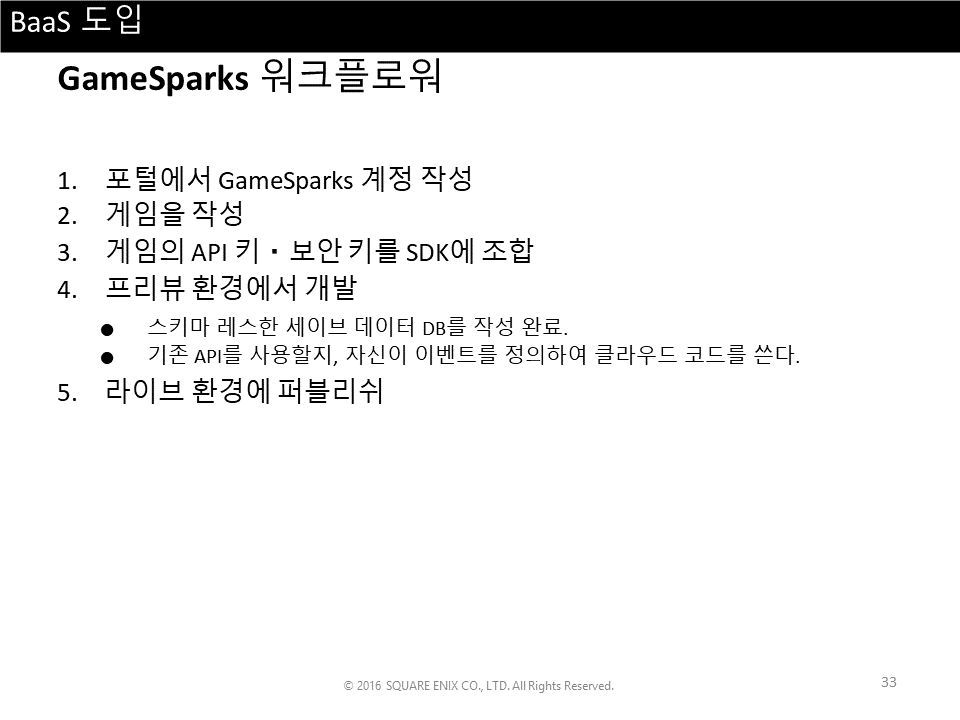 BaaS 도입
GameSparks 워크플로워
1. 포털에서 GameSparks 계정 작성
2. 게임을 작성
3. 게임의 API 키・보안 키를 SDK에 조합
4. 프리뷰 환경에서 개발
● 스키마 레스한 세이브 데이터 DB를 작성 완료.
● 기존 API를 사용할지, 자신이 이벤트를 정의하여 클라우드 코드를 쓴다.
5. 라이브 환경에 퍼블리쉬
© 2016 SQUARE ENIX CO., LTD. All Rights Reserved.
33